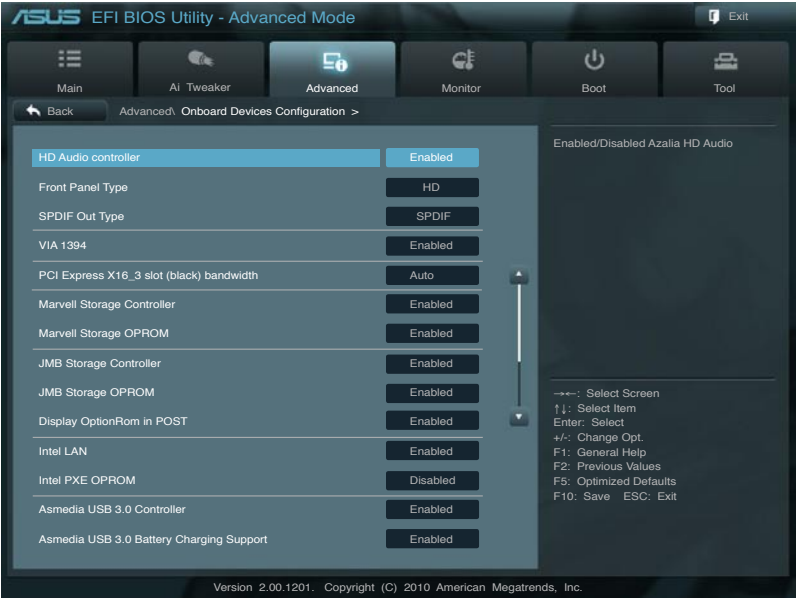 ASUS EFI BIOS Utility - Advanced Mode
Exit
Main
Ai Tweaker
Advanced
Monitor
Boot
Tool
Back
Advanced\ Onboard Devices Configuration >
HD Audio controller Enabled
Front Panel Type HD
SPDIF Out Type SPDIF
VIA 1394 Enabled
PCI Express X16_3 slot (black) bandwidth Auto
Marvell Storage Controller Enabled
Marvell Storage OPROM Enabled
JMB Storage Controller Enabled
JMB Storage OPROM Enabled
Display OptionRom in POST Enabled
Intel LAN Enabled
Intel PXE OPROM Disabled
Asmedia USB 3.0 Controller Enabled
Asmedia USB 3.0 Battery Charging Support Enabled
Enabled/Disabled Azalia HD Audio
→←: Select Screen
↑↓: Select Item
Enter: Select
+/-: Change Opt.
F1: General Help
F2: Previous Values
F5: Optimized Defaults
F10: Save ESC: Exit
Version 2.00.1201. Copyright (C) 2010 American Megatrends, Inc.